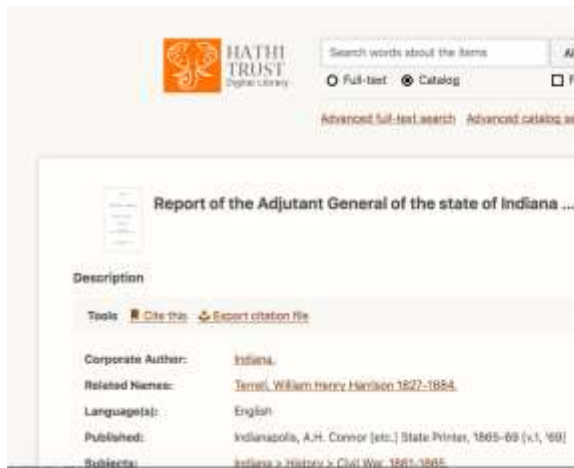 HATHI
TRUST
Digital Library
Search words about the items
Full-text
Catalog
Advanced full-text search Advanced catalog
Report of the Adjutant General of the state of Indiana ...
Description
Tools Cite this Export citation file
Corporate Author: Indiana.
Related Names: Terrell, William Henry Harrison 1827-1884.
Language(s): English
Published: Indianapolis, A.H. Connor [etc.] State Printer, 1865-69 [v.1, '69]
Subjects: Indiana > History > Civil War, 1861-1865.